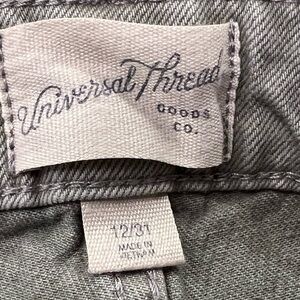 Universal Thread
GOODS
CO.
12/31
MADE IN
VIETNAM